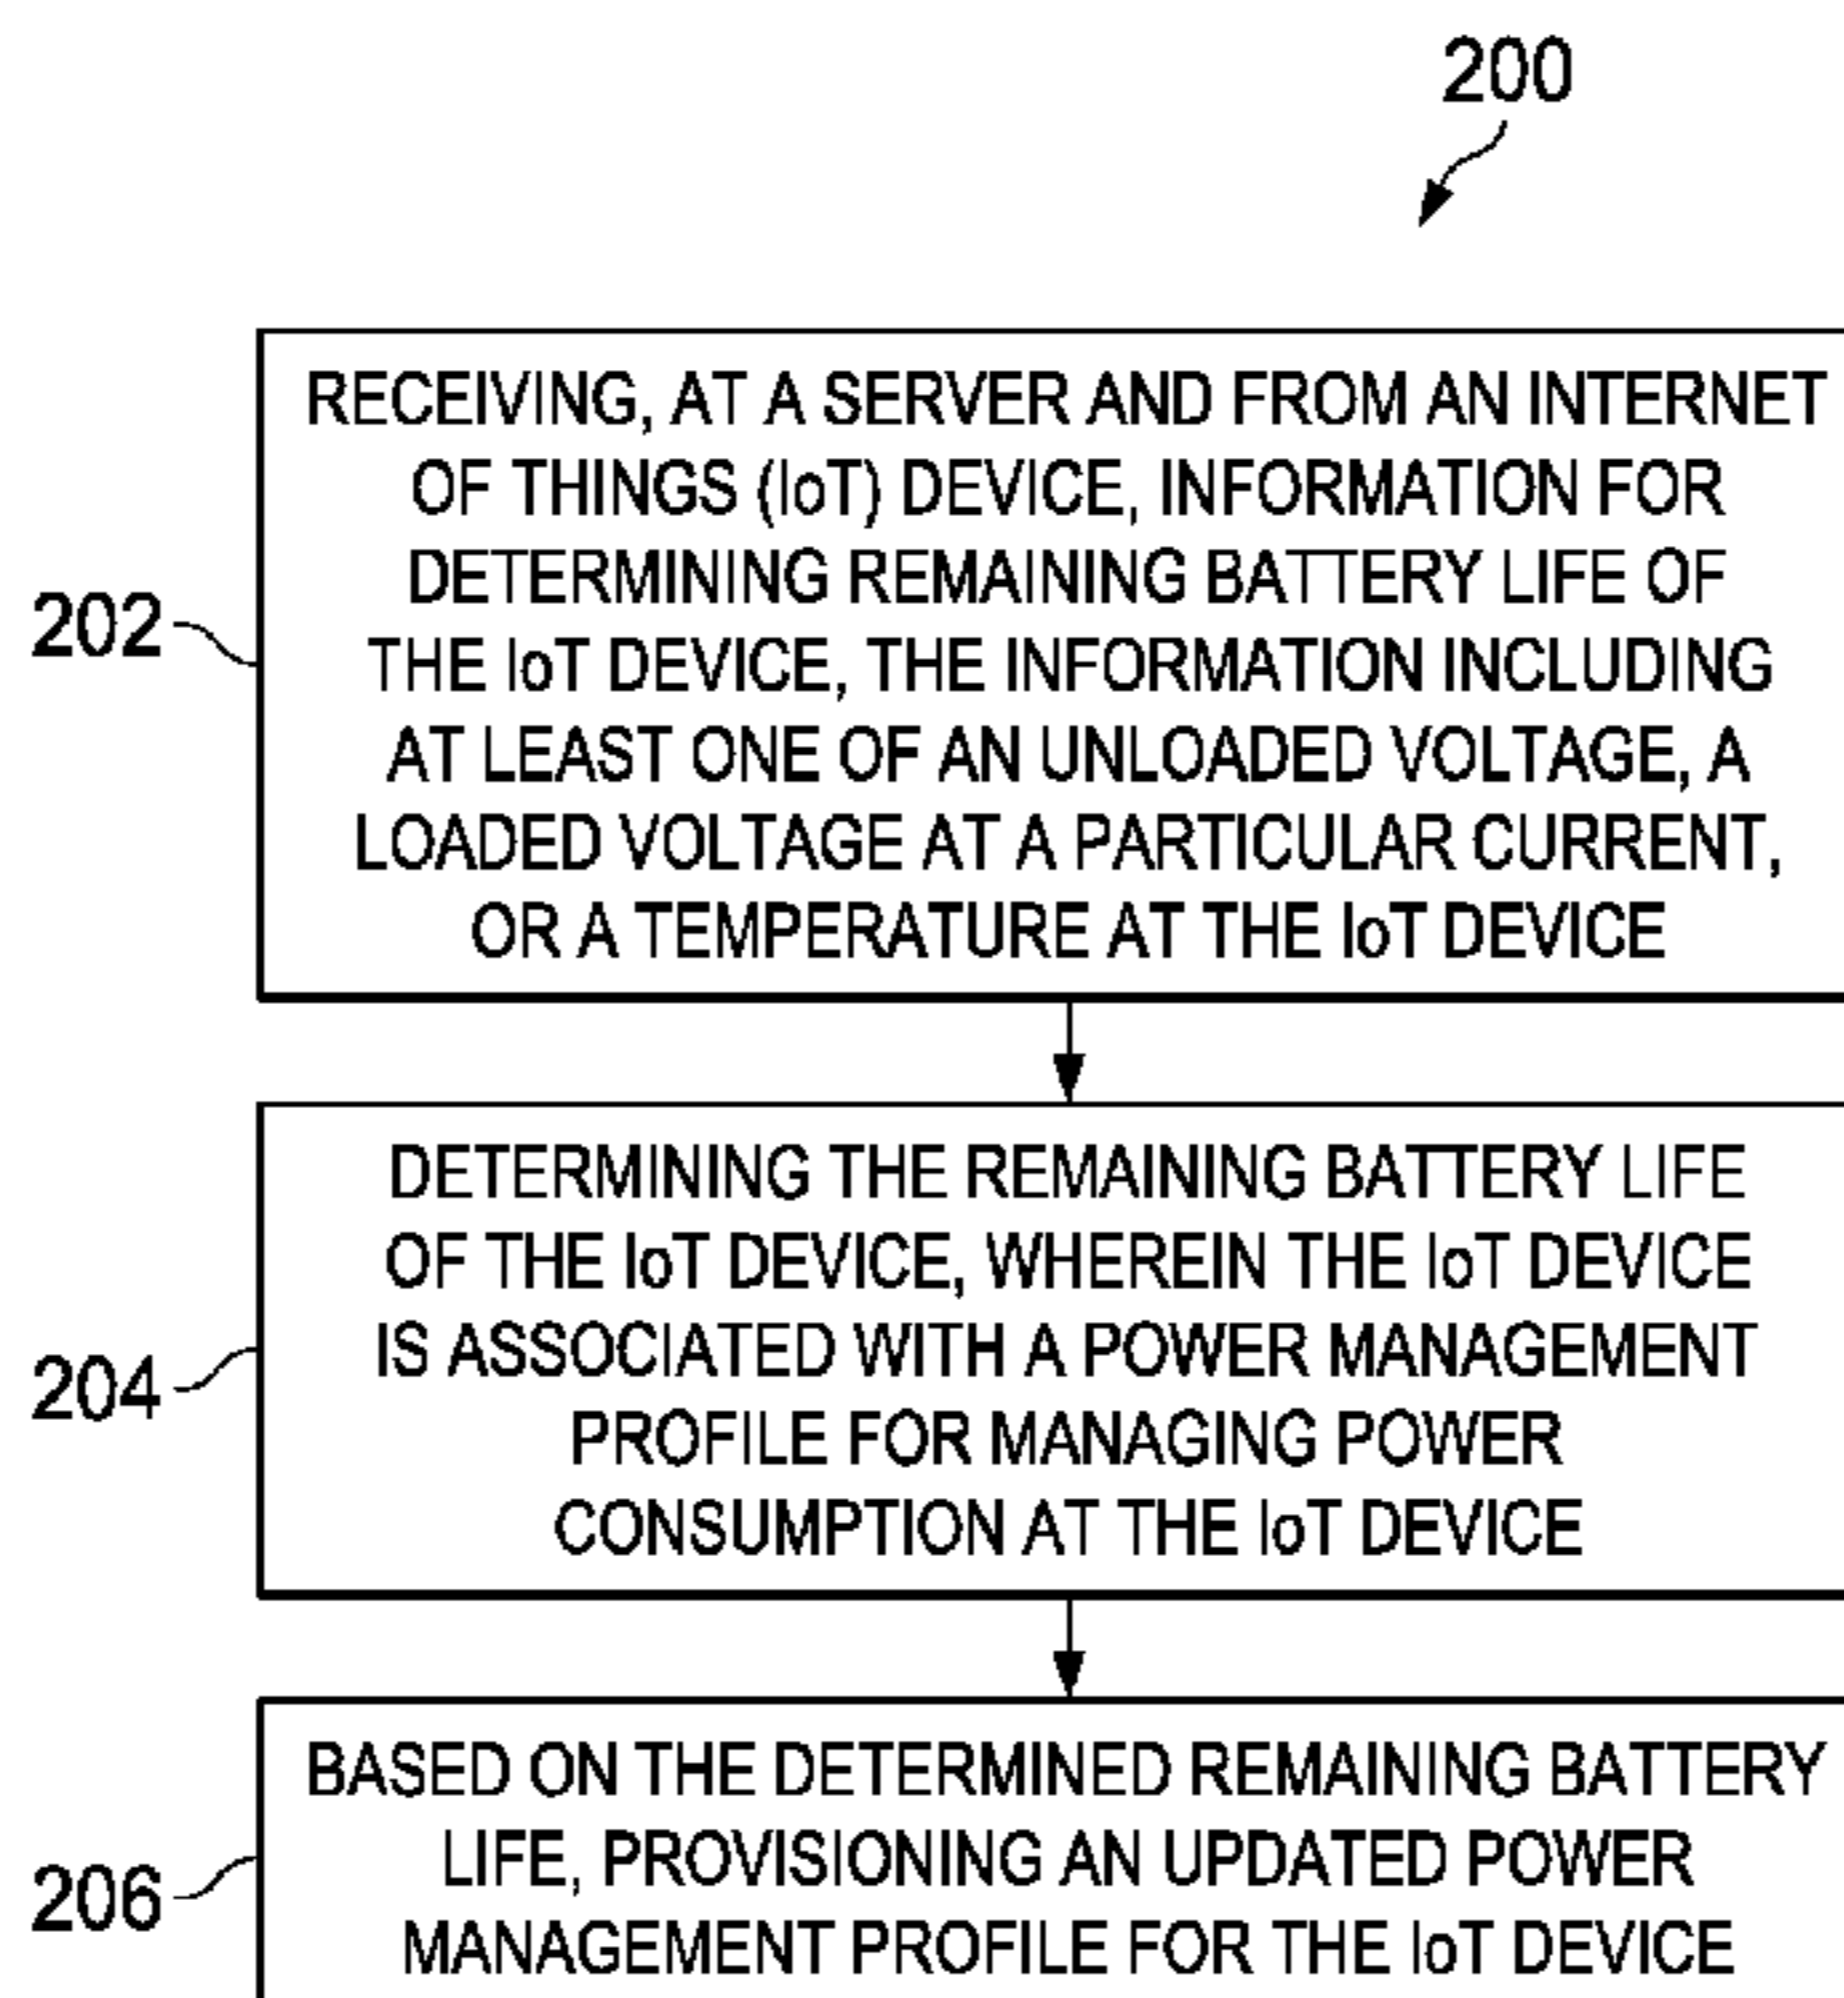 200
RECEIVING, AT A SERVER AND FROM AN INTERNET
OF THINGS (IoT) DEVICE, INFORMATION FOR
DETERMINING REMAINING BATTERY LIFE OF
THE IoT DEVICE, THE INFORMATION INCLUDING
AT LEAST ONE OF AN UNLOADED VOLTAGE, A
LOADED VOLTAGE AT A PARTICULAR CURRENT,
OR A TEMPERATURE AT THE IoT DEVICE
202
DETERMINING THE REMAINING BATTERY LIFE
OF THE IoT DEVICE, WHEREIN THE IoT DEVICE
IS ASSOCIATED WITH A POWER MANAGEMENT
PROFILE FOR MANAGING POWER
CONSUMPTION AT THE IoT DEVICE
204
BASED ON THE DETERMINED REMAINING BATTERY
LIFE, PROVISIONING AN UPDATED POWER
MANAGEMENT PROFILE FOR THE IoT DEVICE
206